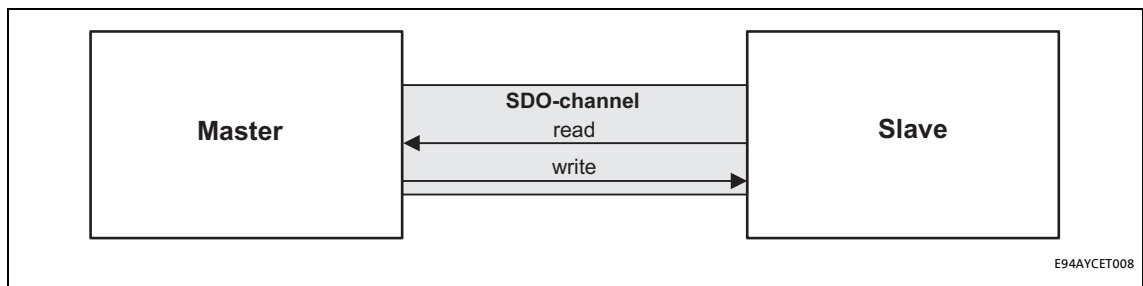 Master
SDO-channel
read
write
Slave
E94AYCET008